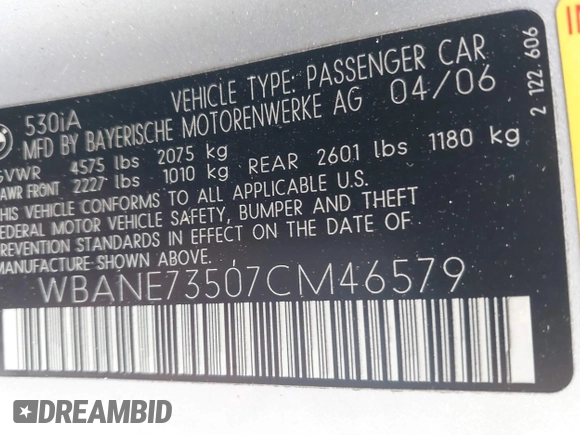 530iA
VEHICLE TYPE: PASSENGER CAR
MFD BY BAYERISCHE MOTORENWERKE AG 04/06
GVWR 4575 lbs 2075 kg
GAWR FRONT 2227 lbs 1010 kg REAR 2601 lbs 1180 kg
THIS VEHICLE CONFORMS TO ALL APPLICABLE U.S.
FEDERAL MOTOR VEHICLE SAFETY, BUMPER AND THEFT
PREVENTION STANDARDS IN EFFECT ON THE DATE OF
MANUFACTURE SHOWN ABOVE.
WBANE73507CM46579
2 122 606
DREAMBID